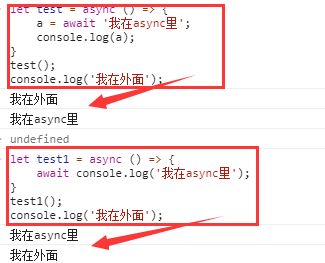 let test = async () => {
a = await '我在async里';
console.log(a);
}
test();
console.log('我在外面');
我在外面
我在async里
undefined
let test1 = async () => {
await console.log('我在async里');
}
test1();
console.log('我在外面');
我在async里
我在外面